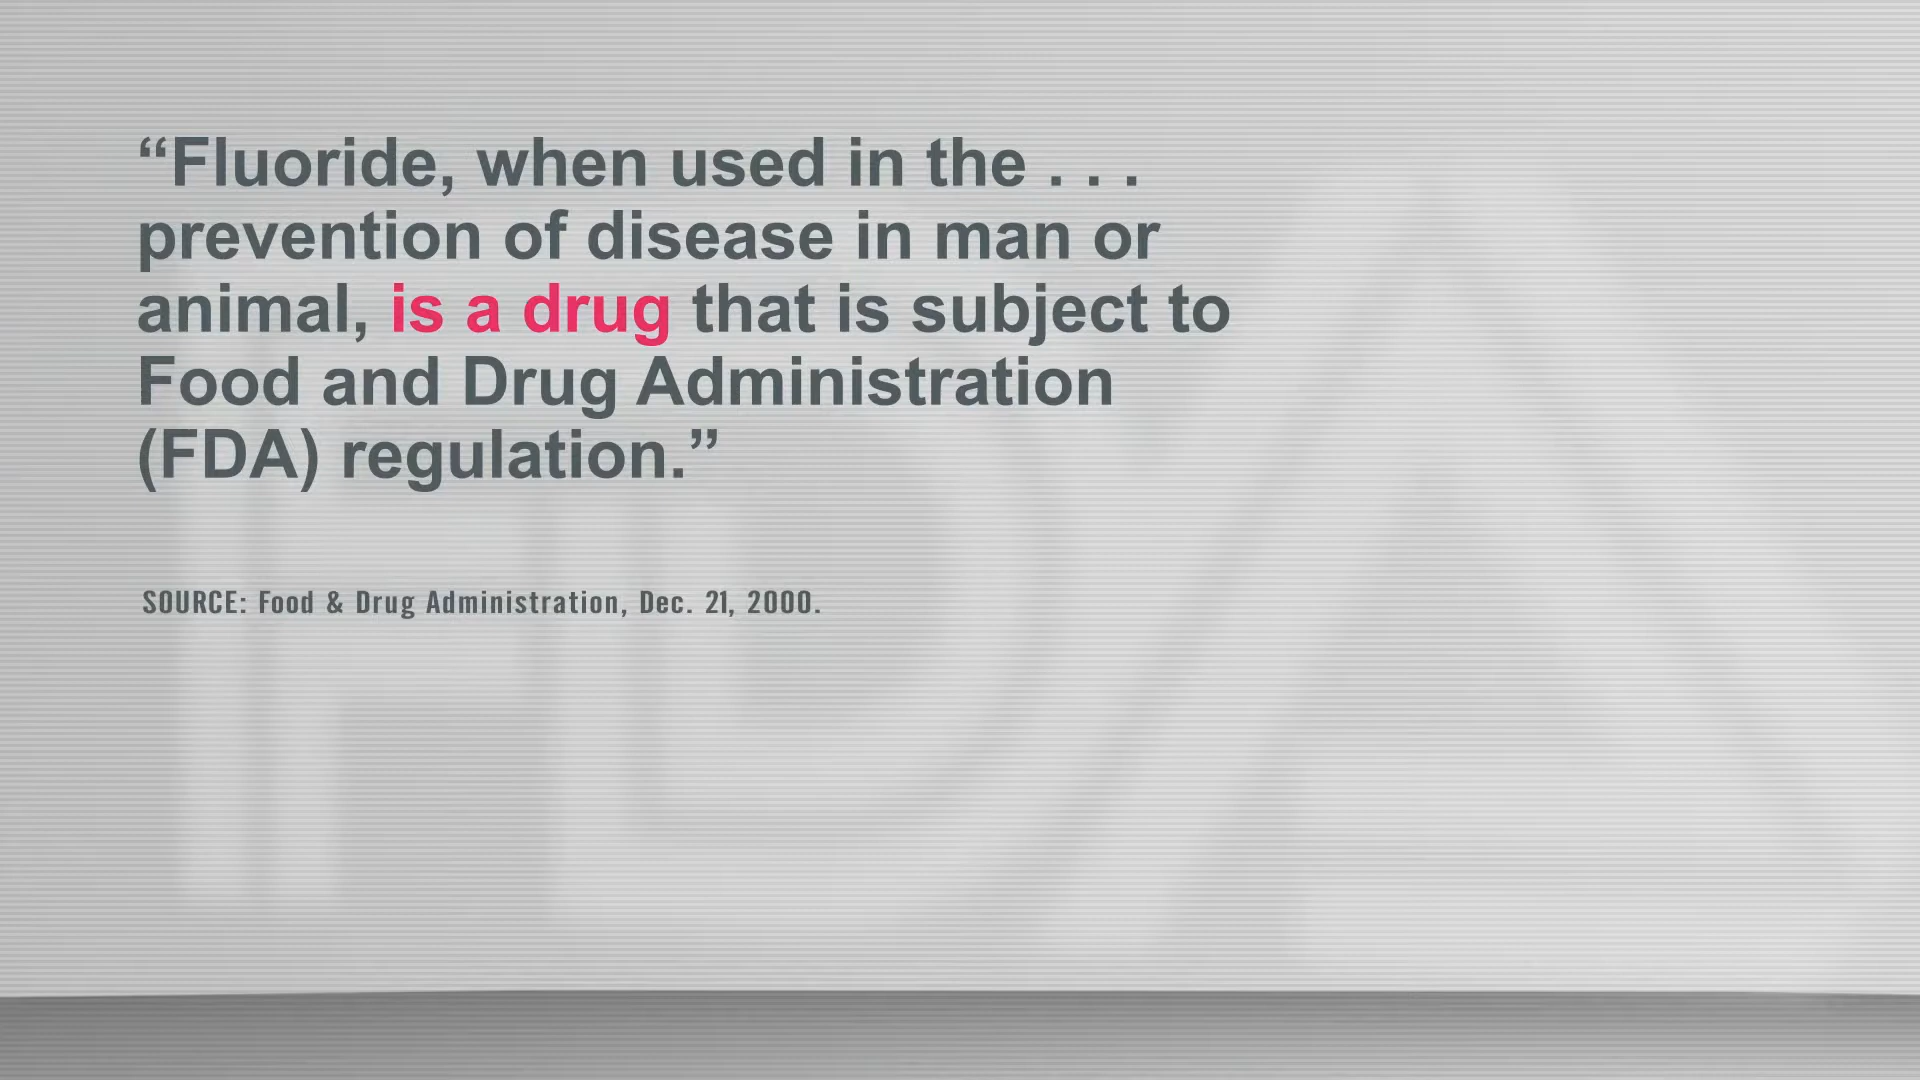 “Fluoride, when used in the . . .
prevention of disease in man or
animal, is a drug that is subject to
Food and Drug Administration
(FDA) regulation.”
SOURCE: Food & Drug Administration, Dec. 21, 2000.
FDA